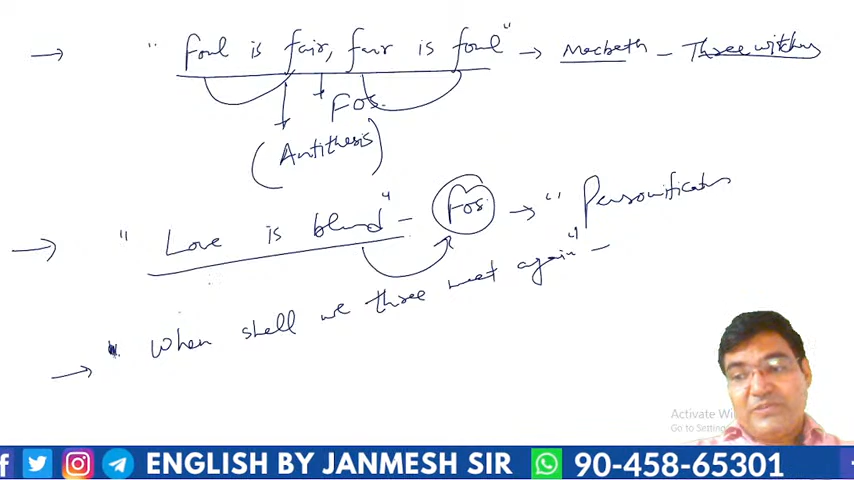 → "Foul is fair, fair is foul" → Macbeth - Three witches
FOS.
(Antithesis)
→ "Love is blind" - FOS. → "Personification
→ "When shell we three meet again" -
Activate Wi
Go to Setting
ENGLISH BY JANMESH SIR 90-458-65301